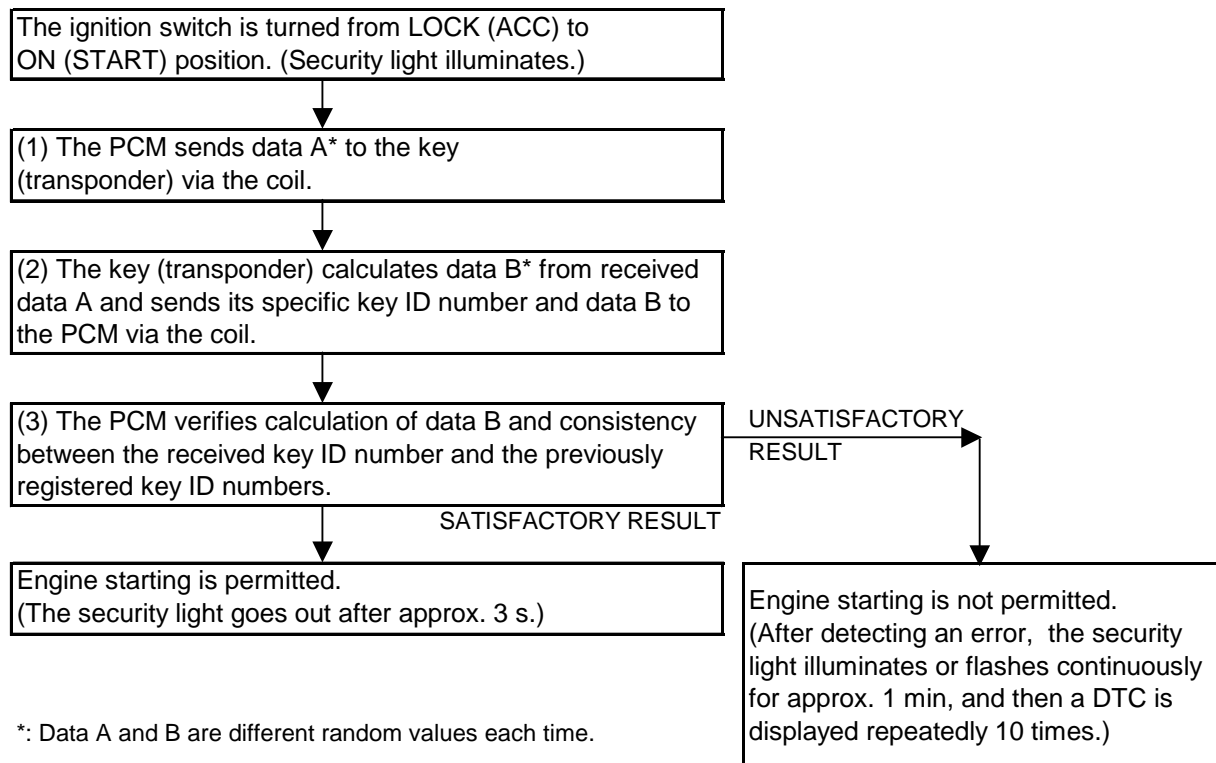 The ignition switch is turned from LOCK (ACC) to
ON (START) position. (Security light illuminates.)
(1) The PCM sends data A* to the key
(transponder) via the coil.
(2) The key (transponder) calculates data B* from received
data A and sends its specific key ID number and data B to
the PCM via the coil.
(3) The PCM verifies calculation of data B and consistency
between the received key ID number and the previously
registered key ID numbers.
UNSATISFACTORY
RESULT
SATISFACTORY RESULT
Engine starting is permitted.
(The security light goes out after approx. 3 s.)
Engine starting is not permitted.
(After detecting an error, the security
light illuminates or flashes continuously
for approx. 1 min, and then a DTC is
displayed repeatedly 10 times.)
*: Data A and B are different random values each time.